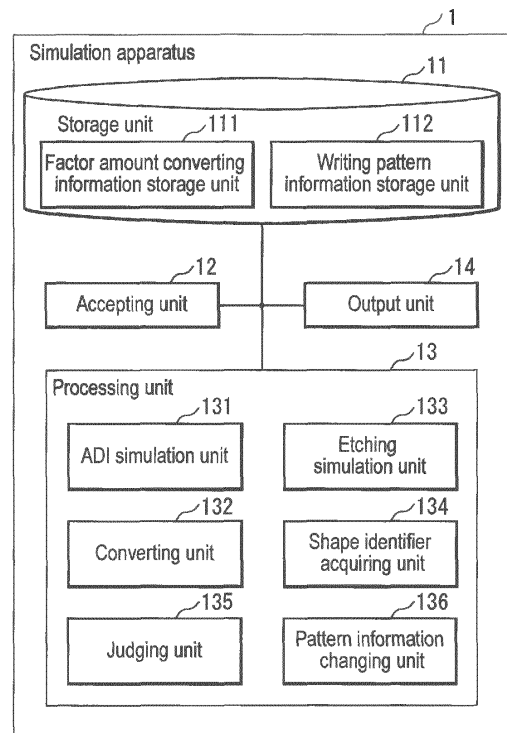 1
Simulation apparatus
11
Storage unit
111
112
Factor amount converting
information storage unit
Writing pattern
information storage unit
12
14
Accepting unit
Output unit
13
Processing unit
131
133
ADI simulation unit
Etching
simulation unit
132
134
Converting unit
Shape identifier
acquiring unit
135
136
Judging unit
Pattern information
changing unit